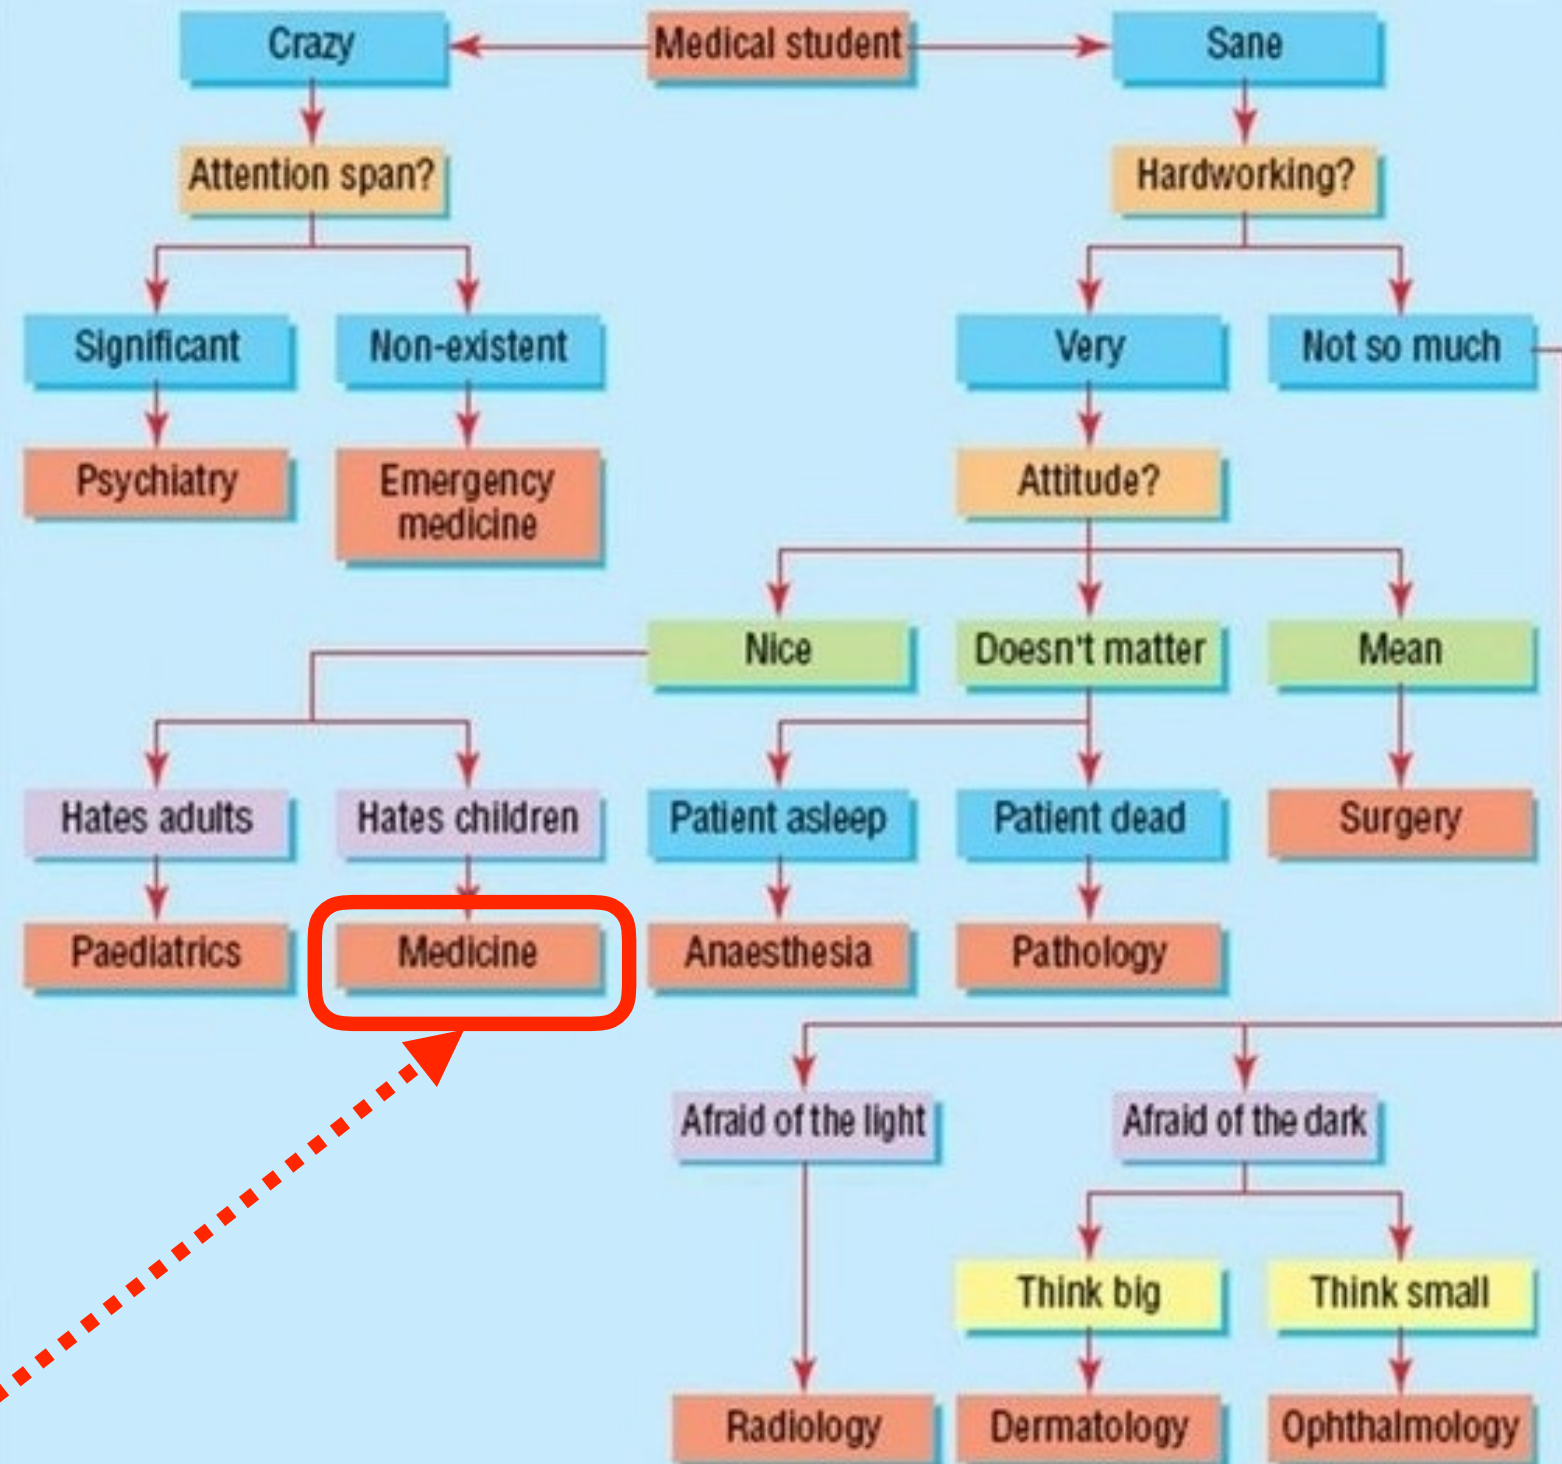 Crazy
Medical student
Sane
Attention span?
Hardworking?
Significant
Non-existent
Very
Not so much
Psychiatry
Emergency
medicine
Attitude?
Nice
Doesn't matter
Mean
Hates adults
Hates children
Patient asleep
Patient dead
Surgery
Paediatrics
Medicine
Anaesthesia
Pathology
Afraid of the light
Afraid of the dark
Think big
Think small
Radiology
Dermatology
Ophthalmology